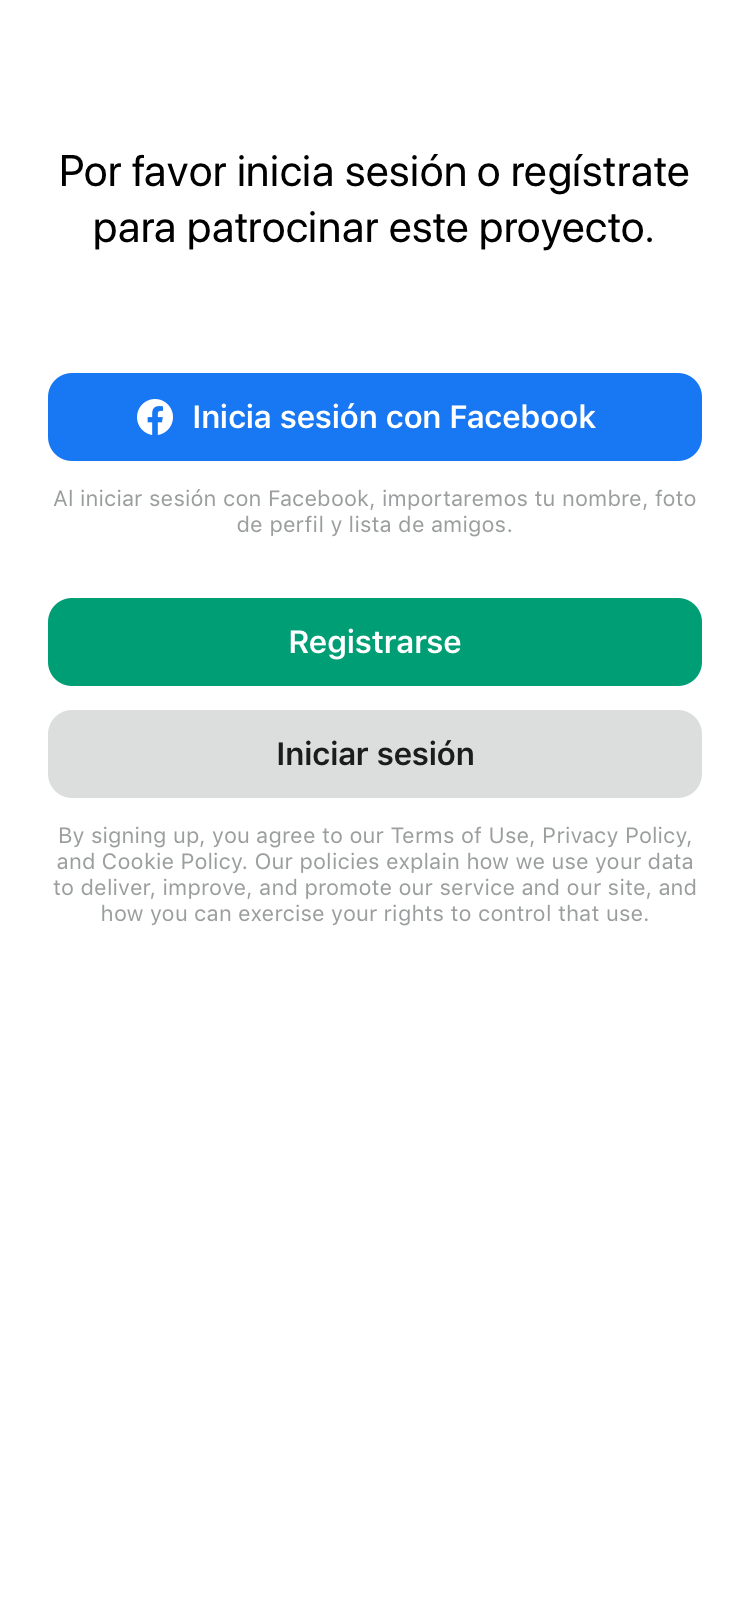 Por favor inicia sesión o regístrate
para patrocinar este proyecto.
Inicia sesión con Facebook
Al iniciar sesión con Facebook, importaremos tu nombre, foto
de perfil y lista de amigos.
Registrarse
Iniciar sesión
By signing up, you agree to our Terms of Use, Privacy Policy,
and Cookie Policy. Our policies explain how we use your data
to deliver, improve, and promote our service and our site, and
how you can exercise your rights to control that use.